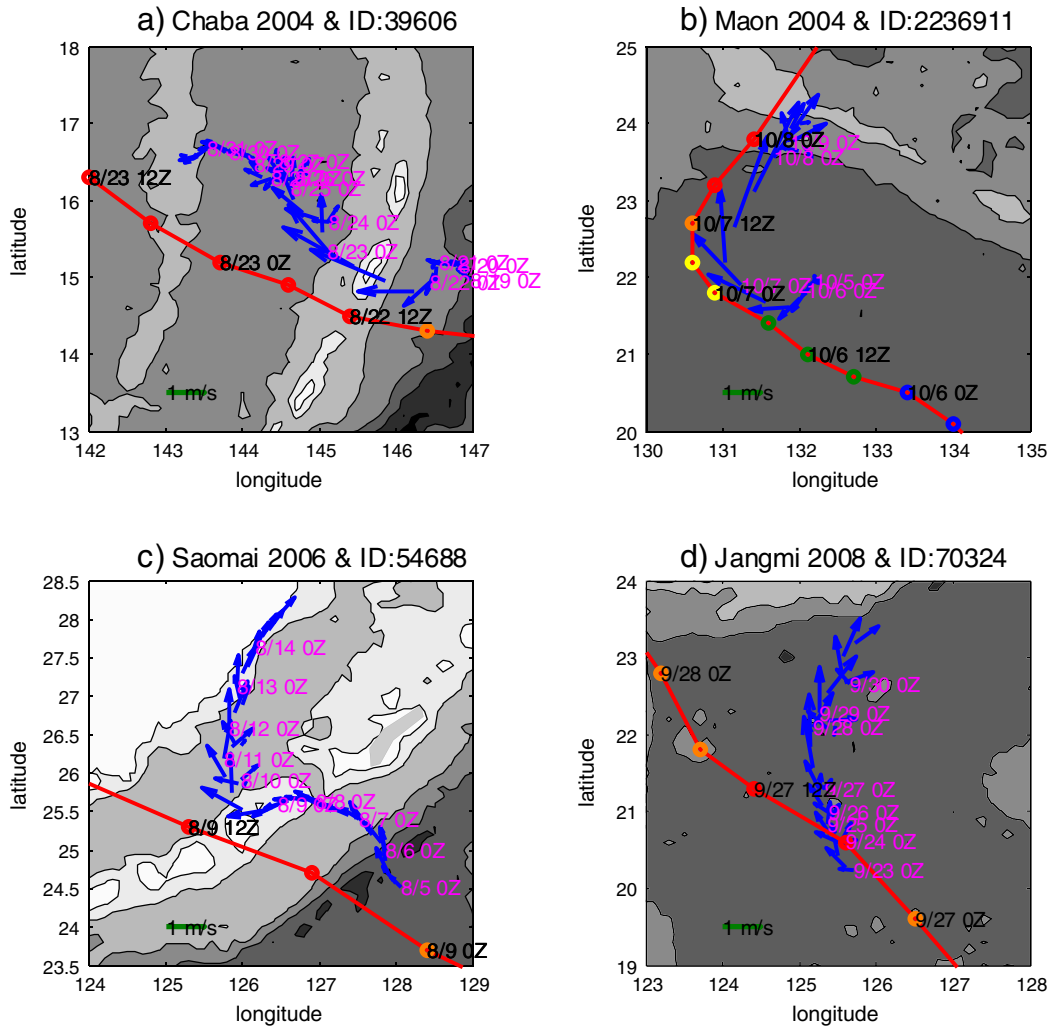 a) Chaba 2004 & ID:39606
latitude
18
17
16
15
14
13
142
143
144
145
146
147
longitude
8/23 12Z
8/23 0Z
8/22 12Z
8/24 0Z
8/23 0Z
1 m/s
b) Maon 2004 & ID:2236911
latitude
25
24
23
22
21
20
130
131
132
133
134
135
longitude
10/8 0Z
10/8 0Z
10/7 12Z
10/7 0Z
10/7 0Z
10/5 0Z
10/6 0Z
10/6 12Z
10/6 0Z
1 m/s
c) Saomai 2006 & ID:54688
latitude
28.5
28
27.5
27
26.5
26
25.5
25
24.5
24
23.5
124
125
126
127
128
129
longitude
8/14 0Z
8/13 0Z
8/12 0Z
8/11 0Z
8/10 0Z
8/9 0Z
8/8 0Z
8/7 0Z
8/6 0Z
8/5 0Z
8/9 12Z
8/9 0Z
1 m/s
d) Jangmi 2008 & ID:70324
latitude
24
23
22
21
20
19
123
124
125
126
127
128
longitude
9/28 0Z
9/30 0Z
9/29 0Z
9/28 0Z
9/27 12Z
9/27 0Z
9/26 0Z
9/25 0Z
9/24 0Z
9/23 0Z
9/27 0Z
1 m/s